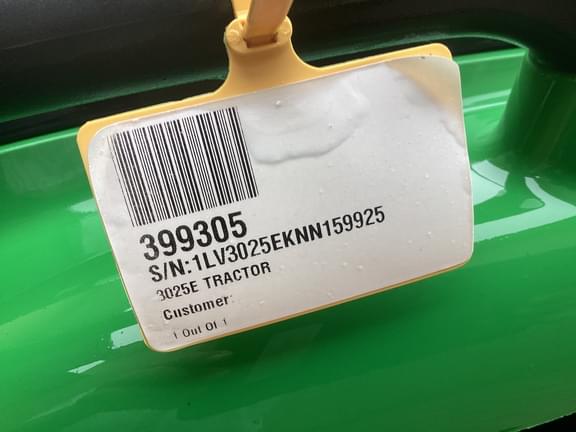 399305
S/N:1LV3025EKNN159925
3025E TRACTOR
Customer:
1 Out Of 1